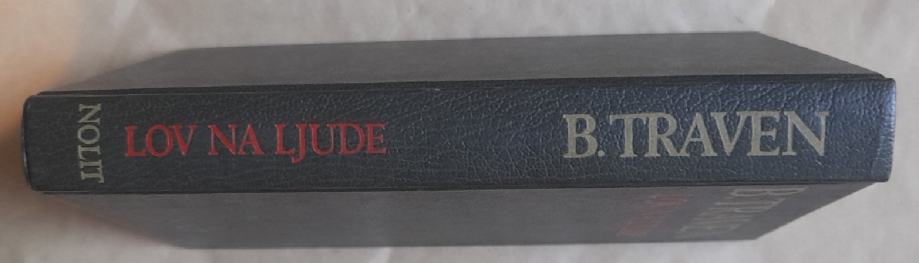 NOLIT
LOV NA LJUDE
B. TRAVEN